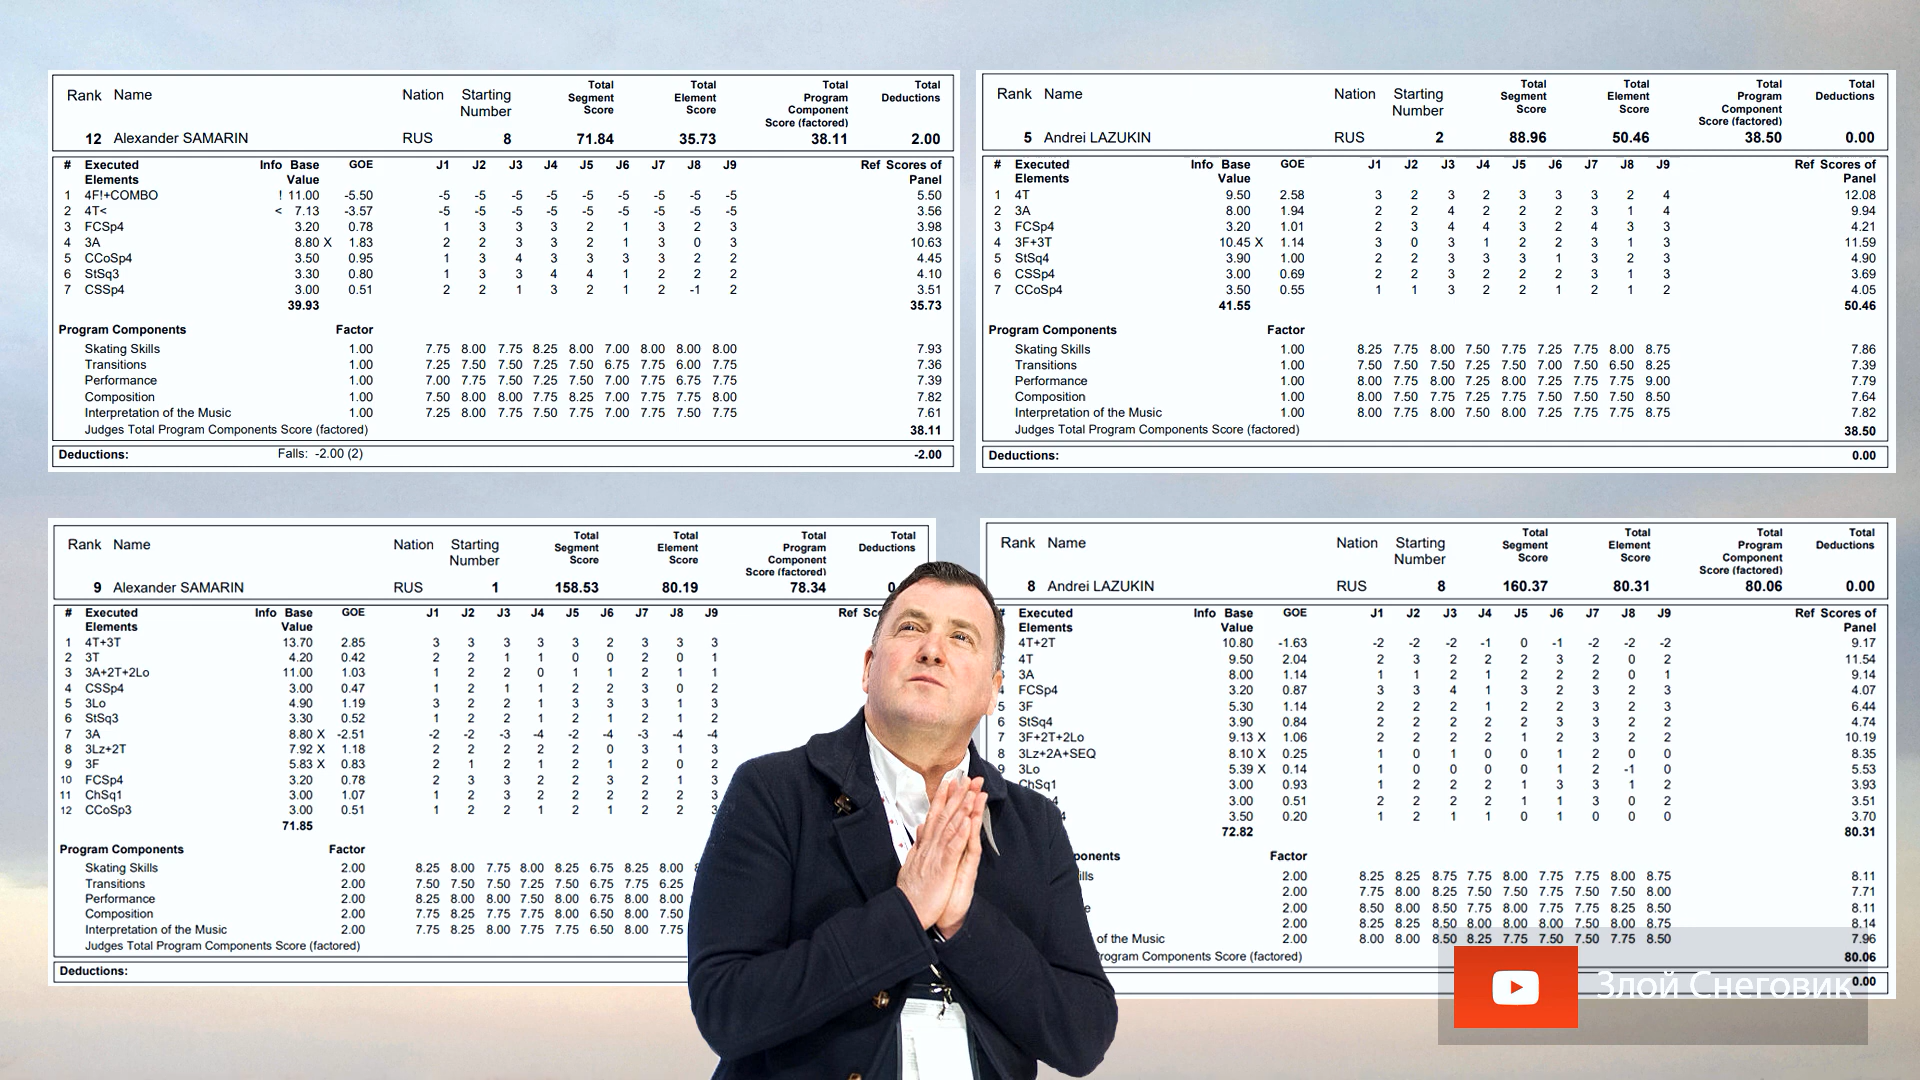 Rank Name Nation Starting Number Total Segment Score Total Element Score Total Program Component Score (factored) Total Deductions
12 Alexander SAMARIN RUS 8 71.84 35.73 38.11 2.00
# Executed Elements Info Base Value GOE J1 J2 J3 J4 J5 J6 J7 J8 J9 Ref Scores of Panel
1 4F!+COMBO ! 11.00 -5.50 -5 -5 -5 -5 -5 -5 -5 -5 -5 5.50
2 4T< < 7.13 -3.57 -5 -5 -5 -5 -5 -5 -5 -5 -5 3.56
3 FCSp4 3.20 0.78 1 3 3 3 2 1 3 2 3 3.98
4 3A 8.80 X 1.83 2 2 3 3 2 1 3 0 3 10.63
5 CCoSp4 3.50 0.95 1 3 4 3 3 3 3 2 2 4.45
6 StSq3 3.30 0.80 1 3 3 4 4 1 2 2 2 4.10
7 CSSp4 3.00 0.51 2 2 1 3 2 1 2 -1 2 3.51
39.93 35.73
Program Components Factor
Skating Skills 1.00 7.75 8.00 7.75 8.25 8.00 7.00 8.00 8.00 8.00 7.93
Transitions 1.00 7.25 7.50 7.50 7.25 7.50 6.75 7.75 6.00 7.75 7.36
Performance 1.00 7.00 7.75 7.50 7.25 7.50 7.00 7.75 6.75 7.75 7.39
Composition 1.00 7.50 8.00 8.00 7.75 8.25 7.00 7.75 7.75 8.00 7.82
Interpretation of the Music 1.00 7.25 8.00 7.75 7.50 7.75 7.00 7.75 7.50 7.75 7.61
Judges Total Program Components Score (factored) 38.11
Deductions: Falls: -2.00 (2) -2.00
Rank Name Nation Starting Number Total Segment Score Total Element Score Total Program Component Score (factored) Total Deductions
5 Andrei LAZUKIN RUS 2 88.96 50.46 38.50 0.00
# Executed Elements Info Base Value GOE J1 J2 J3 J4 J5 J6 J7 J8 J9 Ref Scores of Panel
1 4T 9.50 2.58 3 2 3 2 3 3 3 2 4 12.08
2 3A 8.00 1.94 2 2 4 2 2 2 3 1 4 9.94
3 FCSp4 3.20 1.01 2 3 4 4 3 2 4 3 3 4.21
4 3F+3T 10.45 X 1.14 3 0 3 1 2 2 3 1 3 11.59
5 StSq4 3.90 1.00 2 2 3 3 3 1 3 2 3 4.90
6 CSSp4 3.00 0.69 2 2 3 2 2 2 3 1 3 3.69
7 CCoSp4 3.50 0.55 1 1 3 2 2 1 2 1 2 4.05
41.55 50.46
Program Components Factor
Skating Skills 1.00 8.25 7.75 8.00 7.50 7.75 7.25 7.75 8.00 8.75 7.86
Transitions 1.00 7.50 7.50 7.50 7.25 7.50 7.00 7.50 6.50 8.25 7.39
Performance 1.00 8.00 7.75 8.00 7.25 8.00 7.25 7.75 7.75 9.00 7.79
Composition 1.00 8.00 7.50 7.75 7.25 7.75 7.50 7.50 7.50 8.50 7.64
Interpretation of the Music 1.00 8.00 7.75 8.00 7.50 8.00 7.25 7.75 7.75 8.75 7.82
Judges Total Program Components Score (factored) 38.50
Deductions: 0.00
Rank Name Nation Starting Number Total Segment Score Total Element Score Total Program Component Score (factored) Total Deductions
9 Alexander SAMARIN RUS 1 158.53 80.19 78.34
# Executed Elements Info Base Value GOE J1 J2 J3 J4 J5 J6 J7 J8 J9 Ref
1 4T+3T 13.70 2.85 3 3 3 3 3 2 3 3 3
2 3T 4.20 0.42 2 2 1 1 0 0 2 0 1
3 3A+2T+2Lo 11.00 1.03 1 2 2 0 1 1 2 1 1
4 CSSp4 3.00 0.47 1 2 1 1 2 2 3 0 2
5 3Lo 4.90 1.19 3 2 2 1 3 3 3 1 3
6 StSq3 3.30 0.52 1 2 2 1 2 1 2 1 2
7 3A 8.80 X -2.51 -2 -2 -3 -4 -2 -4 -3 -4 -4
8 3Lz+2T 7.92 X 1.18 2 2 2 2 2 0 3 1 3
9 3F 5.83 X 0.83 2 1 2 1 2 1 2 0 2
10 FCSp4 3.20 0.78 2 3 3 2 2 3 2 1 3
11 ChSq1 3.00 1.07 1 2 3 2 2 2 2 2 3
12 CCoSp3 3.00 0.51 1 2 2 1 2 1 2 2 3
71.85
Program Components Factor
Skating Skills 2.00 8.25 8.00 7.75 8.00 8.25 6.75 8.25 8.00
Transitions 2.00 7.50 7.50 7.50 7.25 7.50 6.75 7.75 6.25
Performance 2.00 8.25 8.00 8.00 7.50 8.00 6.75 8.00 8.00
Composition 2.00 7.75 8.25 7.75 7.75 8.00 6.50 8.00 7.50
Interpretation of the Music 2.00 7.75 8.25 8.00 7.75 7.75 6.50 8.00 7.75
Judges Total Program Components Score (factored)
Deductions:
Rank Name Nation Starting Number Total Segment Score Total Element Score Total Program Component Score (factored) Total Deductions
8 Andrei LAZUKIN RUS 8 160.37 80.31 80.06 0.00
# Executed Elements Info Base Value GOE J1 J2 J3 J4 J5 J6 J7 J8 J9 Ref Scores of Panel
4T+2T 10.80 -1.63 -2 -2 -2 -1 0 -1 -2 -2 -2 9.17
4T 9.50 2.04 2 3 2 2 2 3 2 0 2 11.54
3A 8.00 1.14 1 1 2 1 2 2 2 0 1 9.14
FCSp4 3.20 0.87 3 3 4 1 3 2 3 2 3 4.07
5 3F 5.30 1.14 2 2 2 1 2 2 3 2 3 6.44
6 StSq4 3.90 0.84 2 2 2 2 2 3 3 2 2 4.74
7 3F+2T+2Lo 9.13 X 1.06 2 2 2 2 1 2 3 2 2 10.19
8 3Lz+2A+SEQ 8.10 X 0.25 1 0 1 0 0 1 2 0 0 8.35
9 3Lo 5.39 X 0.14 1 0 0 0 0 1 2 -1 0 5.53
ChSq1 3.00 0.93 1 2 2 2 1 3 3 1 2 3.93
3.00 0.51 2 2 2 2 1 1 3 0 2 3.51
3.50 0.20 1 2 1 1 0 1 0 0 0 3.70
72.82 80.31
Factor
2.00 8.25 8.25 8.75 7.75 8.00 7.75 7.75 8.00 8.75 8.11
2.00 7.75 8.00 8.25 7.50 7.50 7.75 7.50 7.50 8.00 7.71
2.00 8.50 8.00 8.50 7.75 8.00 7.75 7.75 8.25 8.50 8.11
2.00 8.25 8.25 8.50 8.00 8.00 8.00 7.50 8.00 8.75 8.14
of the Music 2.00 8.00 8.00 8.50 8.25 7.75 7.50 7.50 7.75 8.50 7.96
Program Components Score (factored) 80.06
0.00
Злой Снеговик